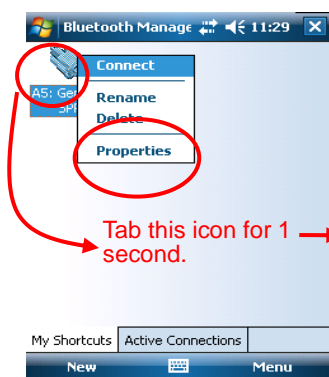 Bluetooth Manage 11:29
Connect
A5: Ge
Rename
SPP
Delete
Properties
Tab this icon for 1
second.
My Shortcuts Active Connections
New Menu